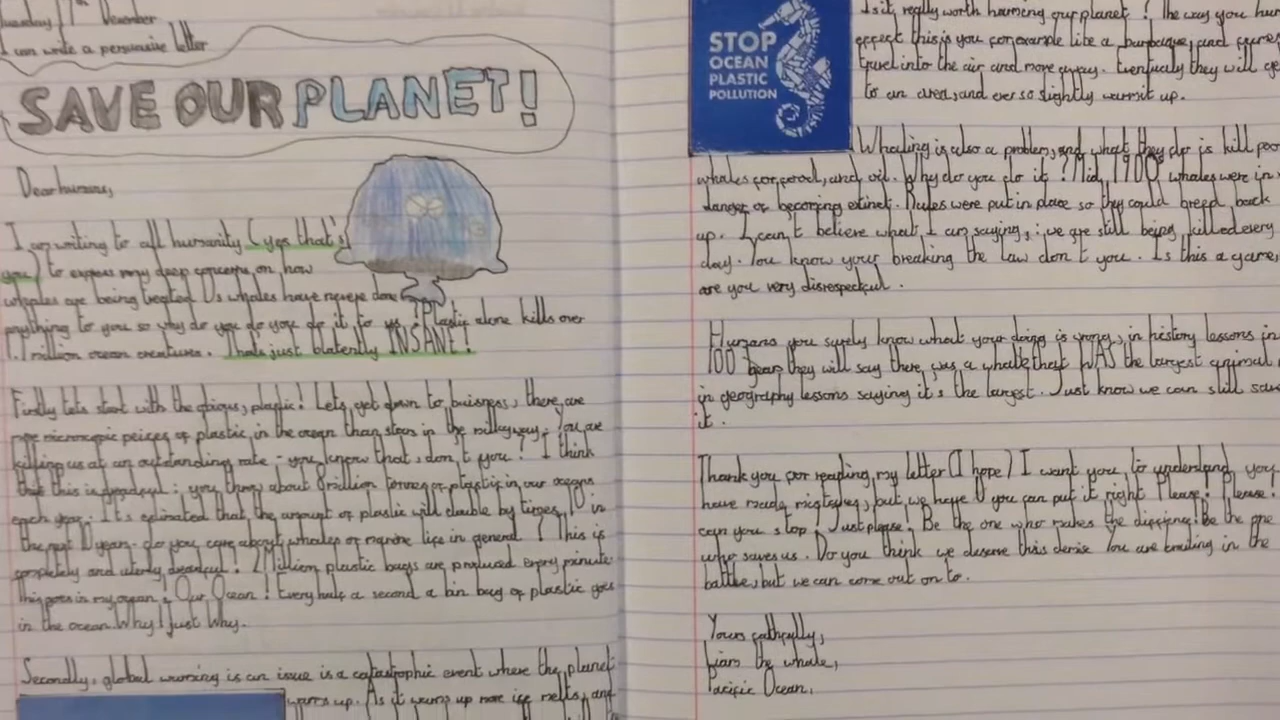 Tuesday 17th December
I can write a persuasive letter
SAVE OUR PLANET!
Dear humans,
I am writing to all humanity (yes that's
you) to express my deep concerns on how
whales are being treated Us whales have never done
anything to you so why do you do it to us? Plastic alone kills over
1.1 million ocean creatures. That's just blatently INSANE!
Firstly lets start with the obvious, plastic! Lets get down to buisness, there are
more microscopic peices of plastic in the ocean than stars in the milkyway. You are
killing us at an outstanding rate - you know that, don't you? I think
that this is dreadful: you throw about 8 million tonnes of plastic in our oceans
each year. It's estimated that the amount of plastic will double by times 10 in
the next 10 year - do you care about whales or marine life in general? This is
completely and uterly dreadful! 2 Million plastic bags are produced every minute
This goes in my ocean! Our Ocean! Every half a second a bin bag of plastic goes
in the ocean. Why! Just Why.
Secondly, global warming is an issue is a catastrophic event where the planet
warms up. As it warms up more ice melts, and
STOP
OCEAN
PLASTIC
POLLUTION
Is it really worth harming our planet? The way you hum
effect this is you for example like a and
travel into the air and more away. Eventually they will ge
to an area, and ever so slightly warm it up.
Whaling is also a problem, and what they do is kill poor
whales for food, and oil. Why do you do it? Mid, 1900 whales were in
danger of becoming extinct. Rules were put in place so they could breed back
up. I can't believe what I am saying,: we are still being killed every
day. You know your breaking the law don't you. Is this a game,
are you very disrespectful.
Humans you surely know what your doing is wrong, in history lessons in
100 years they will say there was a whale that WAS the largest animal
in geography lessons saying it's the largest. Just know we can still sav
it.
Thank you for reading my letter (I hope) I want you to understand you
have made mistakes, but we have you can put it right Please! Please!
can you stop! Just please. Be the one who makes the diffrence! Be the one
who saves us. Do you think we deserve this You are in the
battle, but we can come out on to.
Yours faithfully,
Liam the whale,
Pacific Ocean.